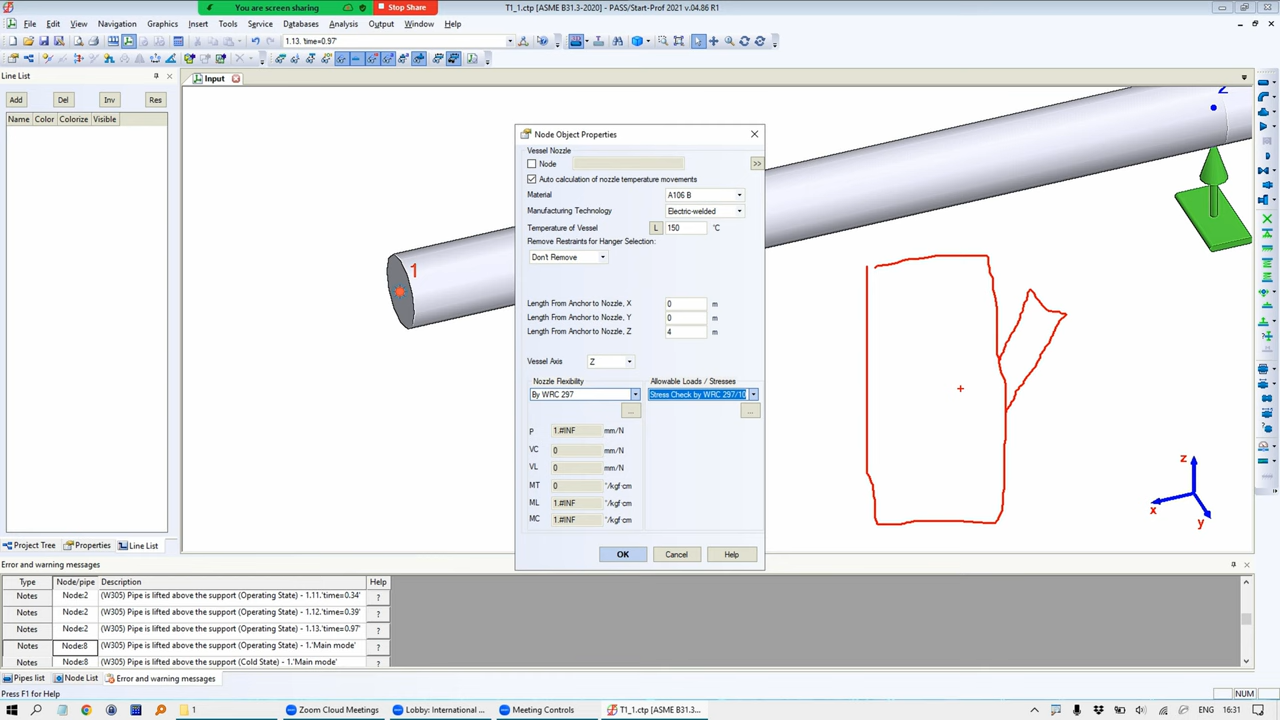 You are screen sharing
Stop Share
T1_1.ctp [ASME B31.3-2020] - PASS/Start-Prof 2021 v.04.86 R1
File Edit View Navigation Graphics Insert Tools Service Databases Analysis Output Window Help
1.13. 'time=0.97'
Line List
Input
Add Del Inv Res
Name Color Colorize Visible
1
2
Node Object Properties
Vessel Nozzle
Node
>>
Auto calculation of nozzle temperature movements
Material A106 B
Manufacturing Technology Electric-welded
Temperature of Vessel L 150 °C
Remove Restraints for Hanger Selection:
Don't Remove
Length From Anchor to Nozzle, X 0 m
Length From Anchor to Nozzle, Y 0 m
Length From Anchor to Nozzle, Z 4 m
Vessel Axis Z
Nozzle Flexibility Allowable Loads / Stresses
By WRC 297 Stress Check by WRC 297/10
... ...
P 1.#INF mm/N
VC 0 mm/N
VL 0 mm/N
MT 0 °/kgf·cm
ML 1.#INF °/kgf·cm
MC 1.#INF °/kgf·cm
OK Cancel Help
z
x
y
Project Tree Properties Line List
Error and warning messages
Type Node/pipe Description Help
Notes Node:2 (W305) Pipe is lifted above the support (Operating State) - 1.11.'time=0.34' ?
Notes Node:2 (W305) Pipe is lifted above the support (Operating State) - 1.12.'time=0.39' ?
Notes Node:2 (W305) Pipe is lifted above the support (Operating State) - 1.13.'time=0.97' ?
Notes Node:8 (W305) Pipe is lifted above the support (Operating State) - 1.'Main mode' ?
Notes Node:8 (W305) Pipe is lifted above the support (Cold State) - 1.'Main mode' ?
Pipes list Node List Error and warning messages
Press F1 for Help
NUM
1 Zoom Cloud Meetings Lobby: International ... Meeting Controls T1_1.ctp [ASME B31.... ENG 16:31